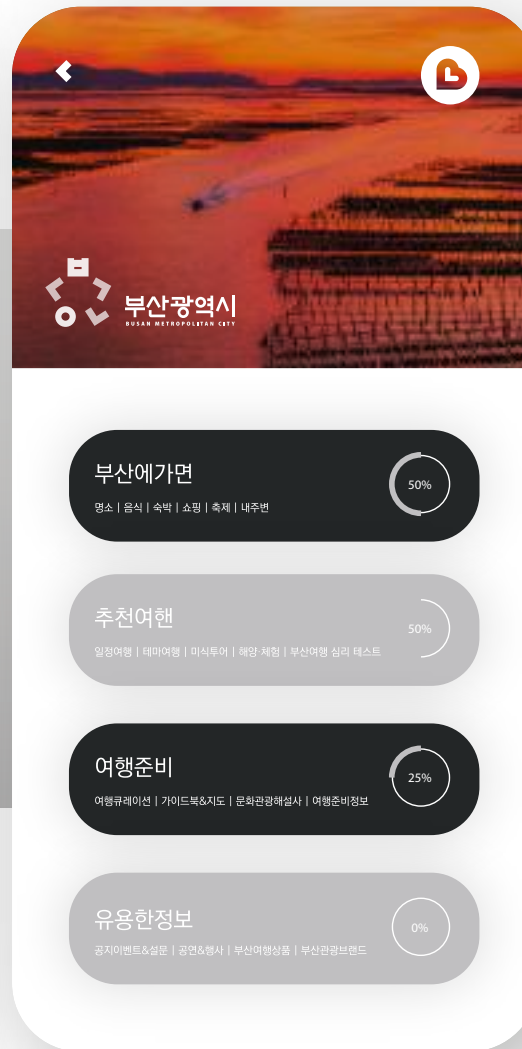 부산광역시
BUSAN METROPOLITAN CITY
부산에가면
50%
명소 | 음식 | 숙박 | 쇼핑 | 축제 | 내주변
추천여핸
50%
일정여행 | 테마여행 | 미식투어 | 해양·체험 | 부산여행 심리 테스트
여행준비
25%
여행큐레이션 | 가이드북&지도 | 문화관광해설사 | 여행준비정보
유용한정보
0%
공지이벤트&설문 | 공연&행사 | 부산여행상품 | 부산관광브랜드